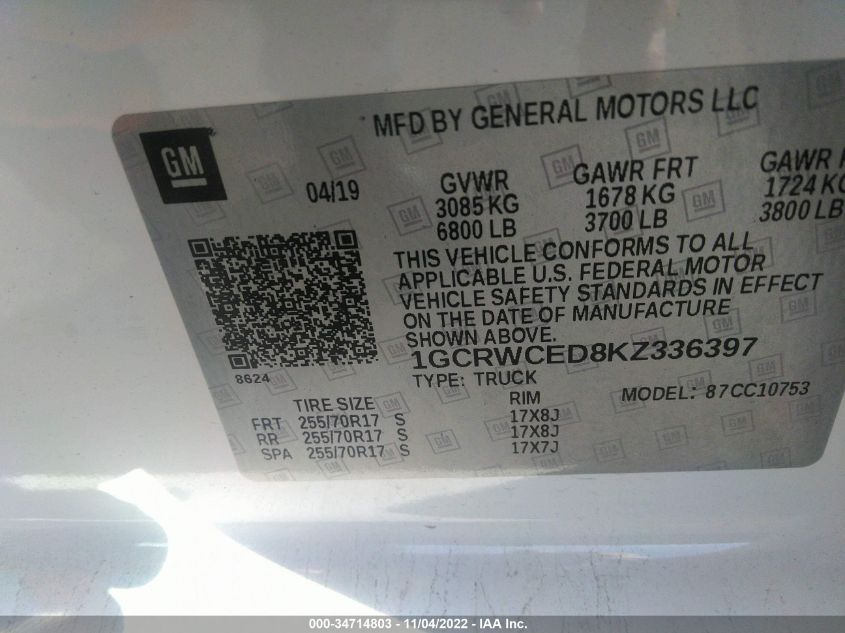 MFD BY GENERAL MOTORS LLC
GM
04/19
GVWR
3085 KG
6800 LB
GAWR FRT
1678 KG
3700 LB
GAWR
1724 KG
3800 LB
THIS VEHICLE CONFORMS TO ALL
APPLICABLE U.S. FEDERAL MOTOR
VEHICLE SAFETY STANDARDS IN EFFECT
ON THE DATE OF MANUFACTURE
SHOWN ABOVE.
1GCRWCED8KZ336397
8624
TYPE: TRUCK
MODEL: 87CC10753
TIRE SIZE
RIM
FRT 255/70R17 S 17X8J
RR 255/70R17 S 17X8J
SPA 255/70R17 S 17X7J
000-34714803 - 11/04/2022 - IAA Inc.